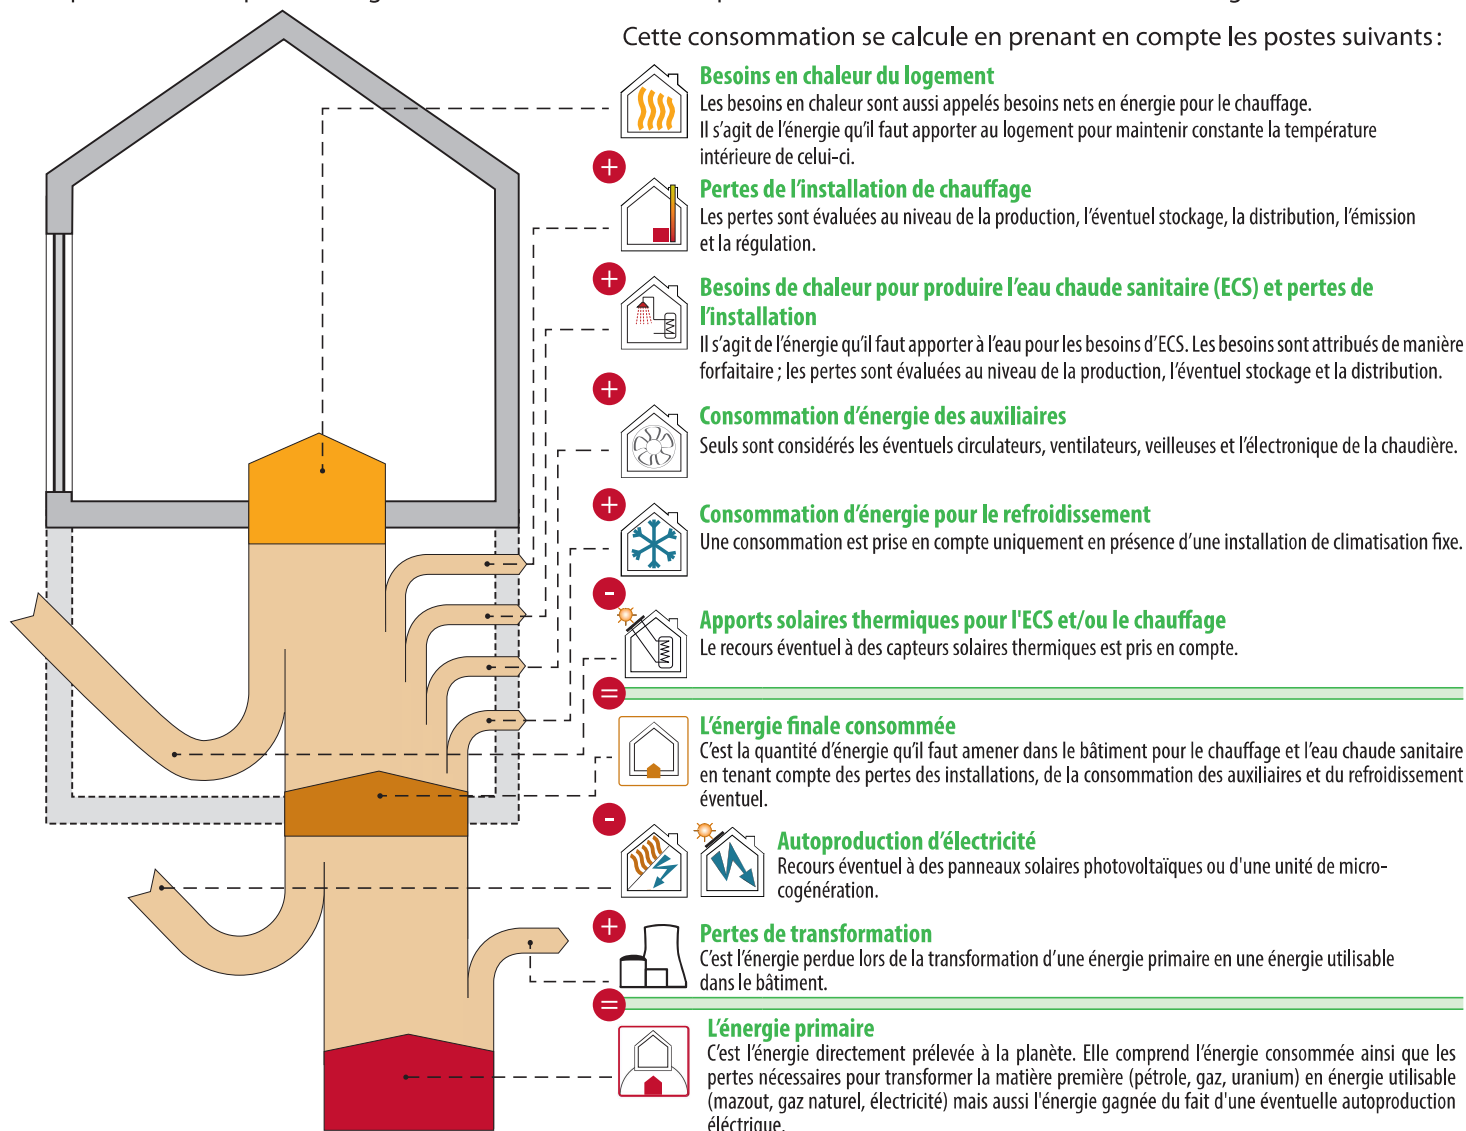 Cette consommation se calcule en prenant en compte les postes suivants :
Besoins en chaleur du logement
Les besoins en chaleur sont aussi appelés besoins nets en énergie pour le chauffage.
Il s'agit de l'énergie qu'il faut apporter au logement pour maintenir constante la température
intérieure de celui-ci.
+
Pertes de l'installation de chauffage
Les pertes sont évaluées au niveau de la production, l'éventuel stockage, la distribution, l'émission
et la régulation.
+
Besoins de chaleur pour produire l'eau chaude sanitaire (ECS) et pertes de
l'installation
Il s'agit de l'énergie qu'il faut apporter à l'eau pour les besoins d'ECS. Les besoins sont attribués de manière
forfaitaire ; les pertes sont évaluées au niveau de la production, l'éventuel stockage et la distribution.
+
Consommation d'énergie des auxiliaires
Seuls sont considérés les éventuels circulateurs, ventilateurs, veilleuses et l'électronique de la chaudière.
+
Consommation d'énergie pour le refroidissement
Une consommation est prise en compte uniquement en présence d'une installation de climatisation fixe.
-
Apports solaires thermiques pour l'ECS et/ou le chauffage
Le recours éventuel à des capteurs solaires thermiques est pris en compte.
=
L'énergie finale consommée
C'est la quantité d'énergie qu'il faut amener dans le bâtiment pour le chauffage et l'eau chaude sanitaire
en tenant compte des pertes des installations, de la consommation des auxiliaires et du refroidissement
éventuel.
-
Autoproduction d'électricité
Recours éventuel à des panneaux solaires photovoltaïques ou d'une unité de micro-
cogénération.
+
Pertes de transformation
C'est l'énergie perdue lors de la transformation d'une énergie primaire en une énergie utilisable
dans le bâtiment.
=
L'énergie primaire
C'est l'énergie directement prélevée à la planète. Elle comprend l'énergie consommée ainsi que les
pertes nécessaires pour transformer la matière première (pétrole, gaz, uranium) en énergie utilisable
(mazout, gaz naturel, électricité) mais aussi l'énergie gagnée du fait d'une éventuelle autoproduction
éléctrique.